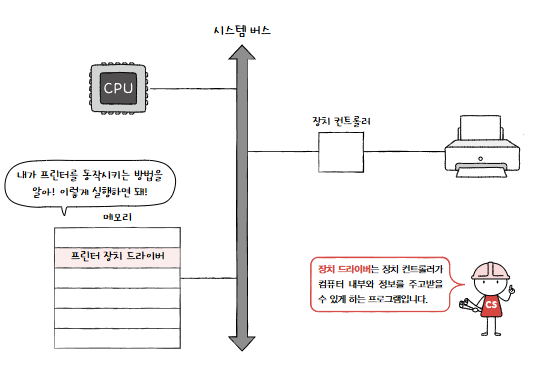 시스템 버스
CPU
장치 컨트롤러
내가 프린터를 동작시키는 방법을
알아! 이렇게 실행하면 돼!
메모리
프린터 장치 드라이버
장치 드라이버는 장치 컨트롤러가
컴퓨터 내부와 정보를 주고받을
수 있게 하는 프로그램입니다.
CS